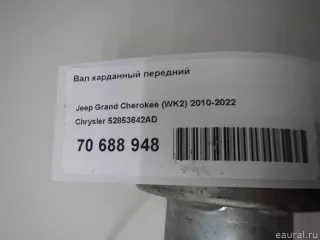 Вал карданный передний
Jeep Grand Cherokee (WK2) 2010-2022
Chrysler 52853642AD
70 688 948
© eaural.ru